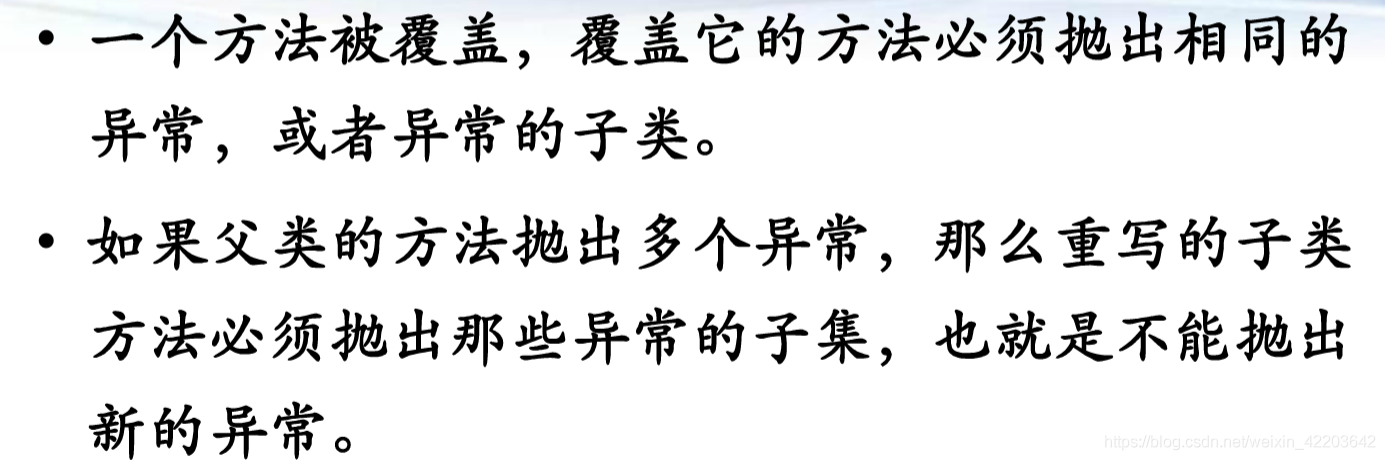 • 一个方法被覆盖，覆盖它的方法必须抛出相同的
异常，或者异常的子类。
• 如果父类的方法抛出多个异常，那么重写的子类
方法必须抛出那些异常的子集，也就是不能抛出
新的异常。
https://blog.csdn.net/weixin_42203642